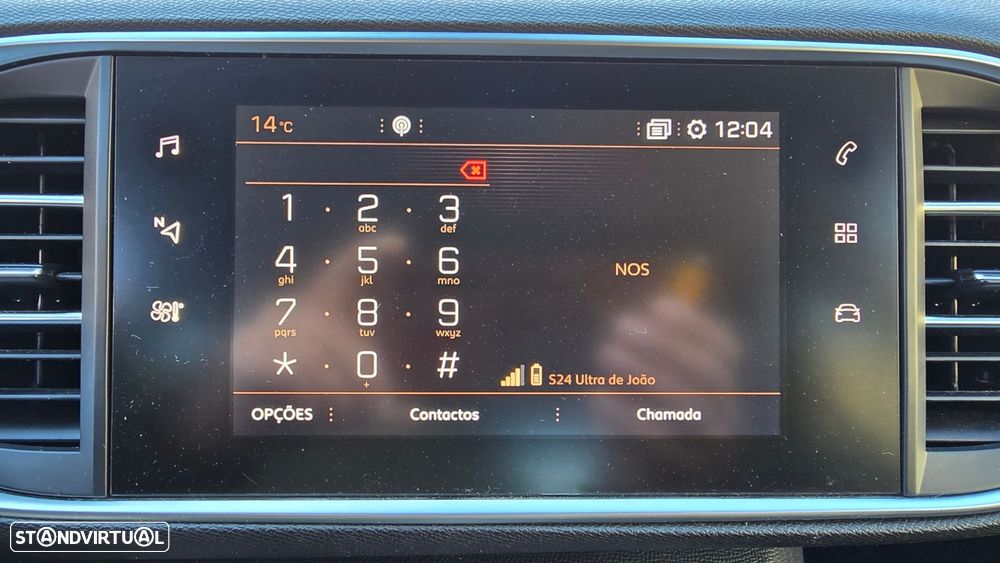 14°C 12:04
N
1 · 2 · 3
abc def
4 · 5 · 6
ghi jkl mno
NOS
7 · 8 · 9
pqrs tuv wxyz
* · 0 · #
+
S24 Ultra de João
OPÇÕES Contactos Chamada
STANDVIRTUAL